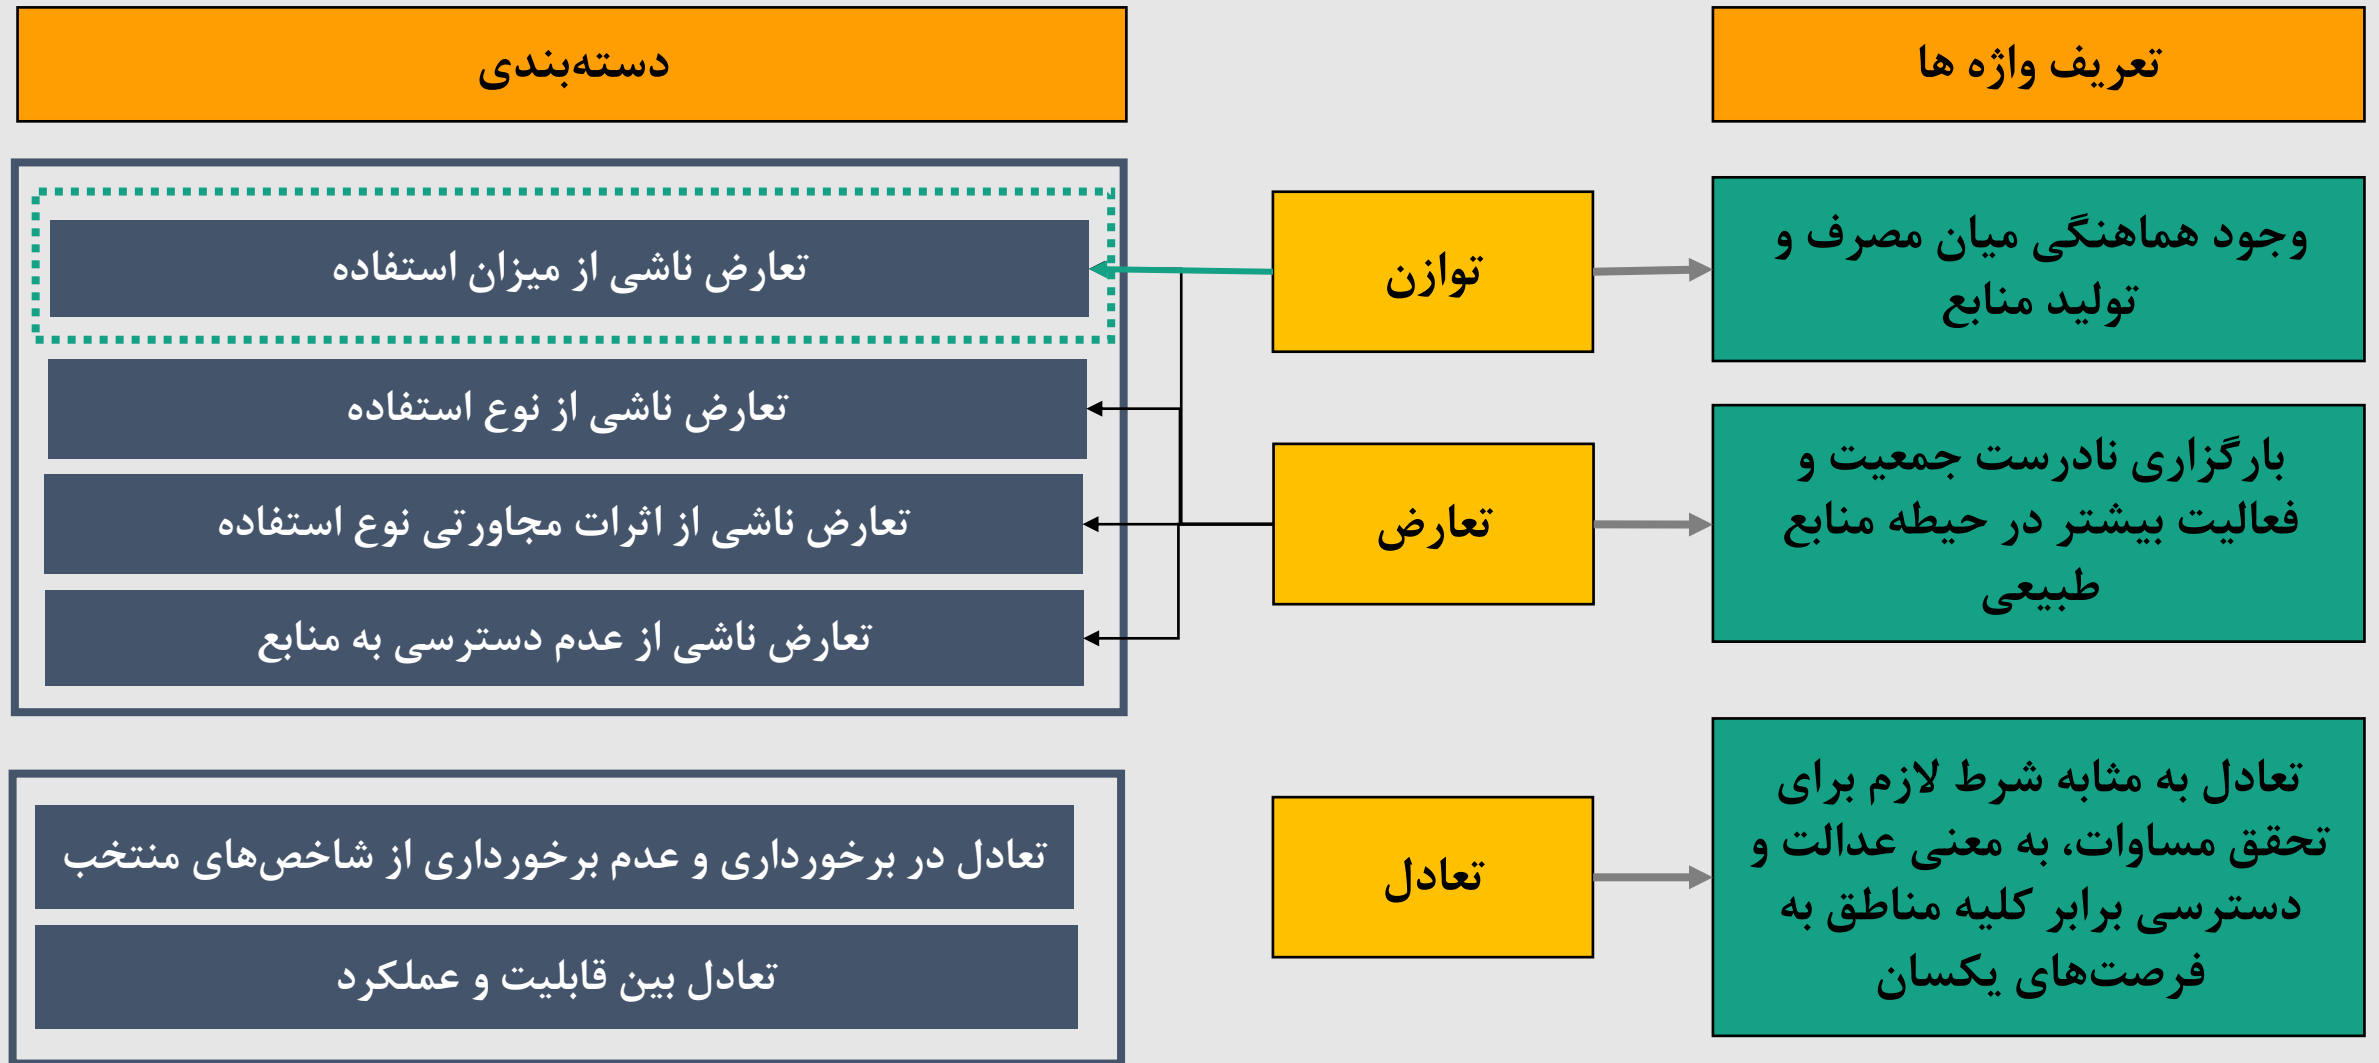 تعریف واژه ها
دسته‌بندی
وجود هماهنگی میان مصرف و
تولید منابع
توازن
تعارض ناشی از میزان استفاده
تعارض ناشی از نوع استفاده
بارگزاری نادرست جمعیت و
فعالیت بیشتر در حیطه منابع
طبیعی
تعارض
تعارض ناشی از اثرات مجاورتی نوع استفاده
تعارض ناشی از عدم دسترسی به منابع
تعادل به مثابه شرط لازم برای
تحقق مساوات، به معنی عدالت و
دسترسی برابر کلیه مناطق به
فرصت‌های یکسان
تعادل
تعادل در برخورداری و عدم برخورداری از شاخص‌های منتخب
تعادل بین قابلیت و عملکرد